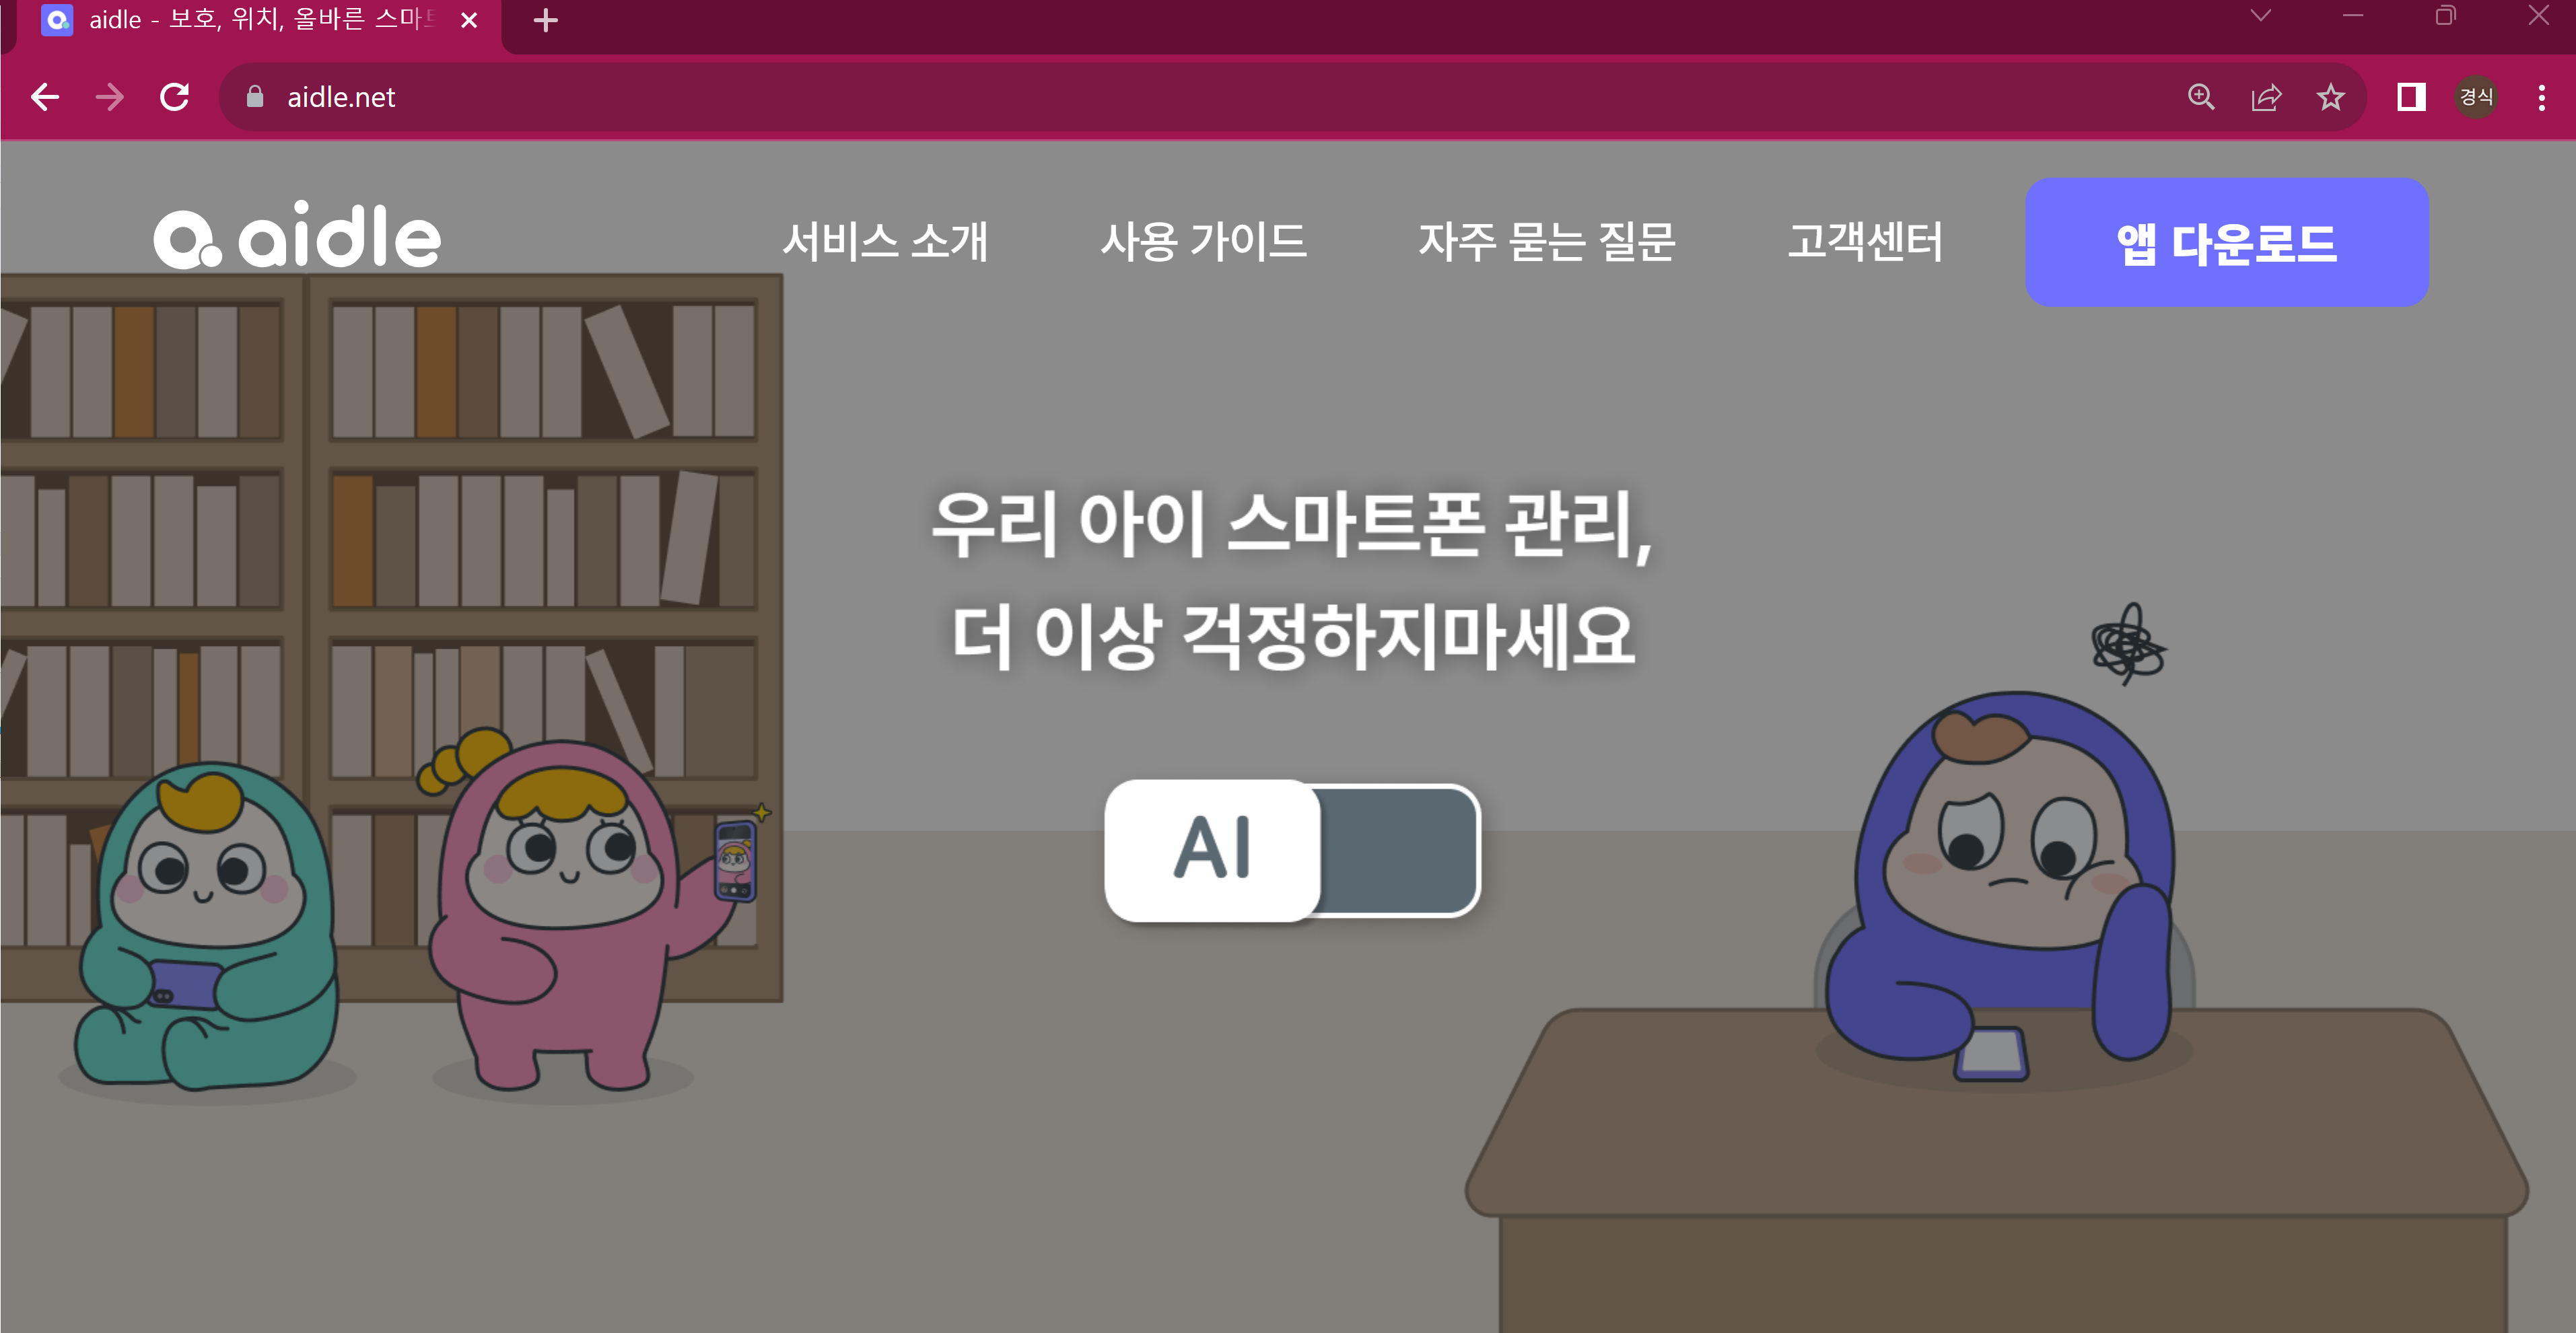 aidle - 보호, 위치, 올바른 스마
aidle.net
경식
aidle
서비스 소개
사용 가이드
자주 묻는 질문
고객센터
앱 다운로드
우리 아이 스마트폰 관리,
더 이상 걱정하지마세요
AI